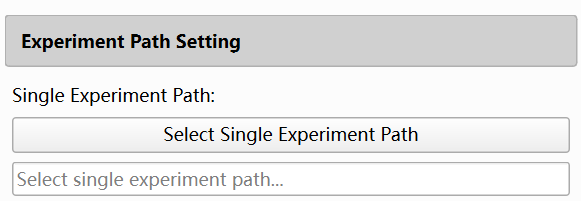 Experiment Path Setting
Single Experiment Path:
Select Single Experiment Path
Select single experiment path...